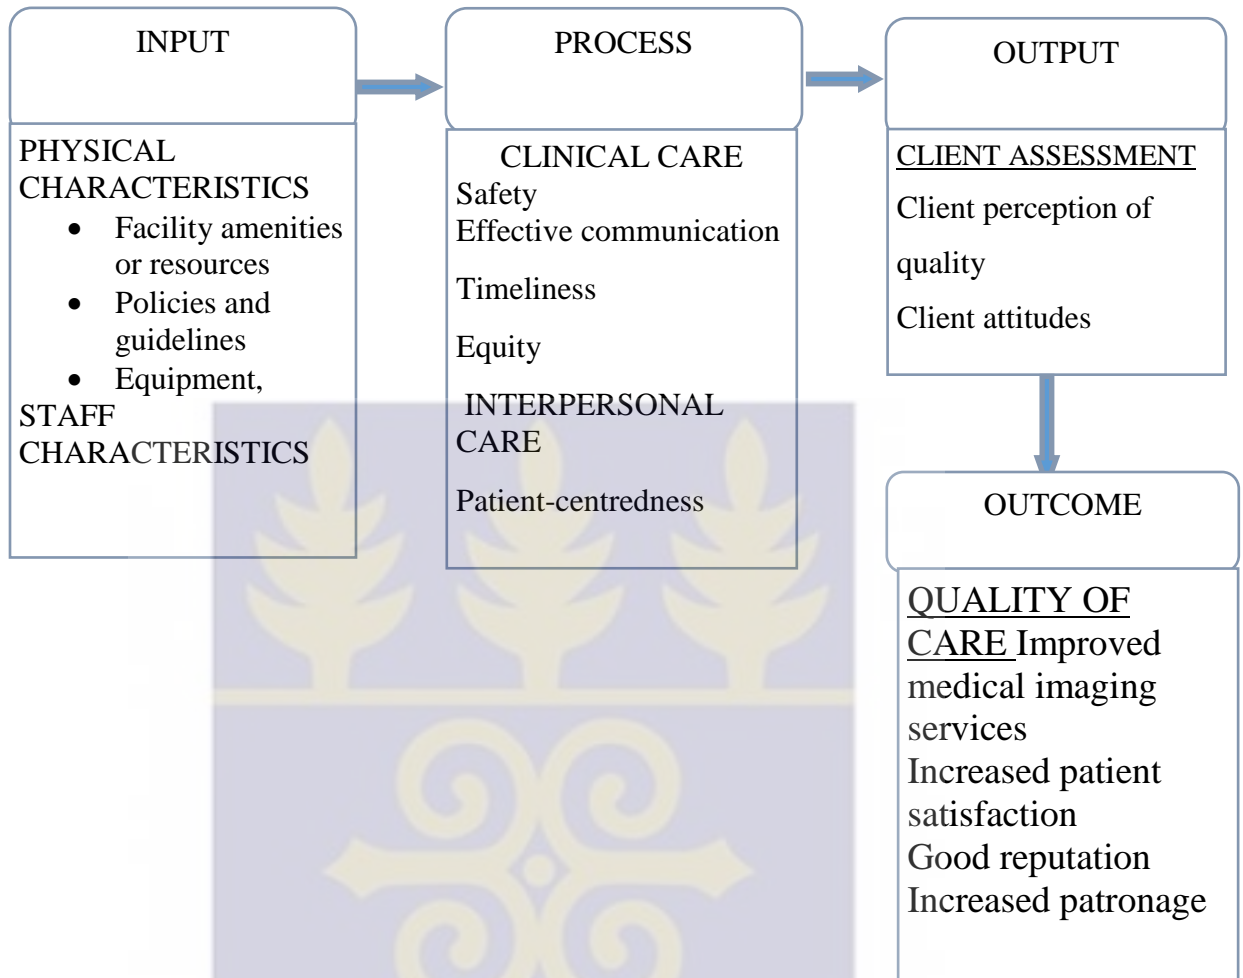 INPUT
PHYSICAL
CHARACTERISTICS
• Facility amenities
or resources
• Policies and
guidelines
• Equipment,
STAFF
CHARACTERISTICS
PROCESS
CLINICAL CARE
Safety
Effective communication
Timeliness
Equity
INTERPERSONAL
CARE
Patient-centredness
OUTPUT
CLIENT ASSESSMENT
Client perception of
quality
Client attitudes
OUTCOME
QUALITY OF
CARE Improved
medical imaging
services
Increased patient
satisfaction
Good reputation
Increased patronage